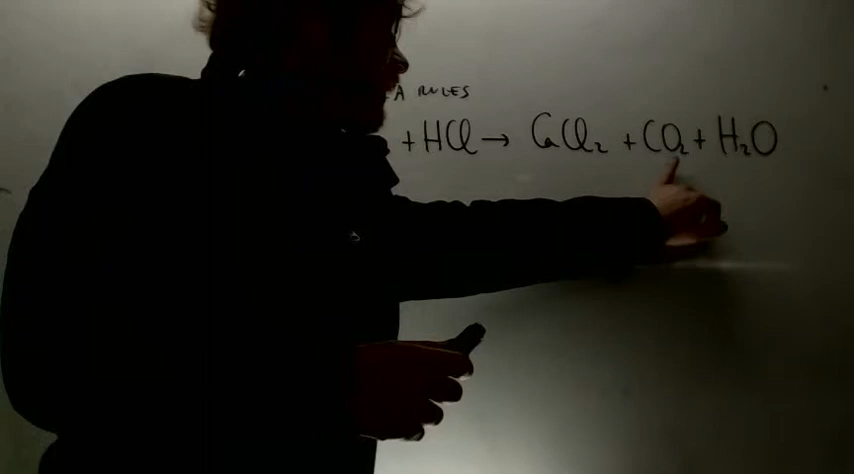 RULES
+ HCl → CaCl₂ + CO₂ + H₂O